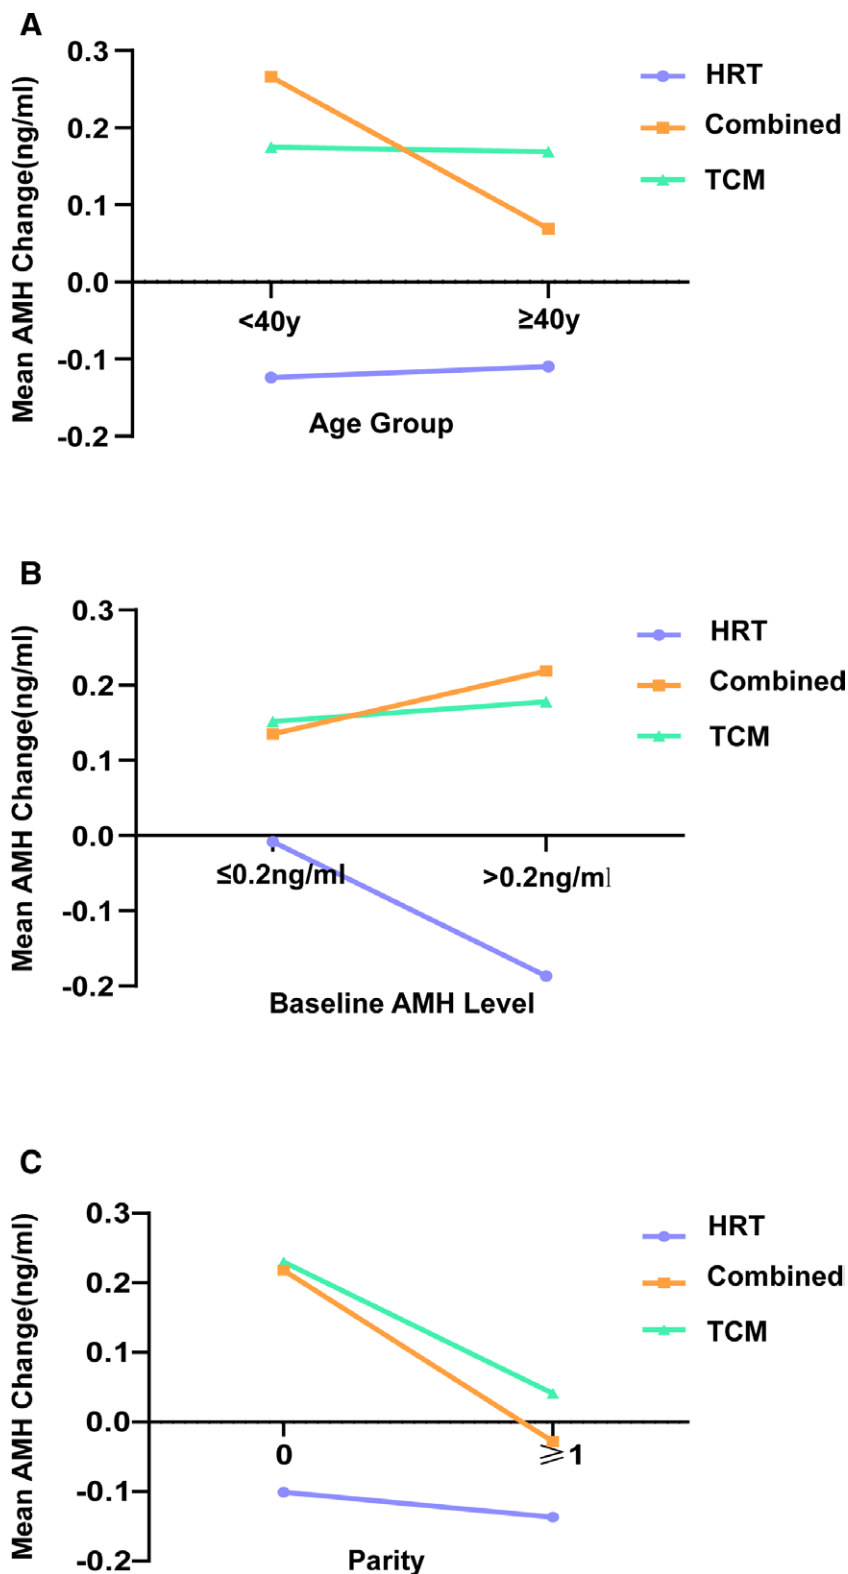 A
Mean AMH Change(ng/ml)
0.3
0.2
0.1
0.0
-0.1
-0.2
<40y
≥40y
Age Group
HRT
Combined
TCM
B
Mean AMH Change(ng/ml)
0.3
0.2
0.1
0.0
-0.1
-0.2
≤0.2ng/ml
>0.2ng/ml
Baseline AMH Level
HRT
Combined
TCM
C
Mean AMH Change(ng/ml)
0.3
0.2
0.1
0.0
-0.1
-0.2
0
⩾1
Parity
HRT
Combined
TCM